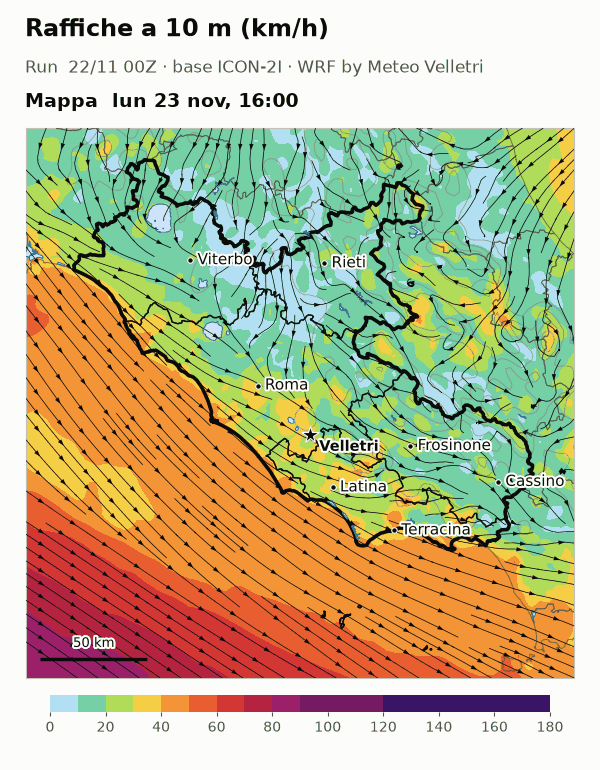 Raffiche a 10 m (km/h)
Run  22/11 00Z · base ICON-2I · WRF by Meteo Velletri
Mappa  lun 23 nov, 16:00
Viterbo
Rieti
Roma
Velletri
Frosinone
Cassino
Latina
Terracina
50 km
0 20 40 60 80 100 120 140 160 180